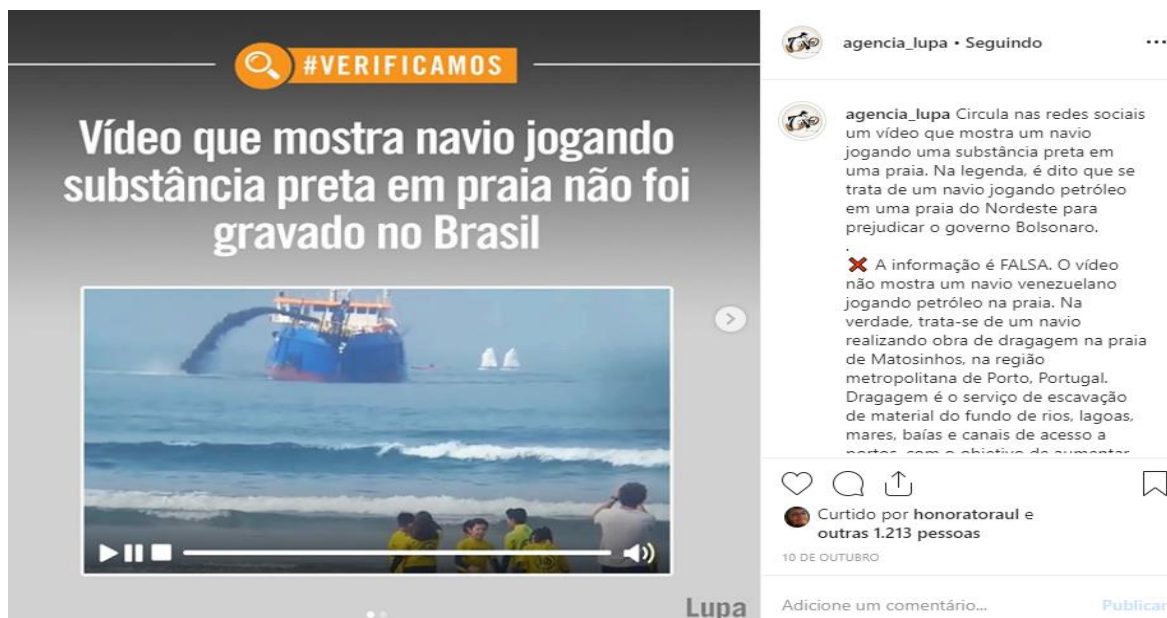 #VERIFICAMOS
Vídeo que mostra navio jogando
substância preta em praia não foi
gravado no Brasil
Lupa
agencia_lupa • Seguindo
agencia_lupa Circula nas redes sociais
um vídeo que mostra um navio
jogando uma substância preta em
uma praia. Na legenda, é dito que se
trata de um navio jogando petróleo
em uma praia do Nordeste para
prejudicar o governo Bolsonaro.
.
❌ A informação é FALSA. O vídeo
não mostra um navio venezuelano
jogando petróleo na praia. Na
verdade, trata-se de um navio
realizando obra de dragagem na praia
de Matosinhos, na região
metropolitana de Porto, Portugal.
Dragagem é o serviço de escavação
de material do fundo de rios, lagoas,
mares, baías e canais de acesso a
portos, com o objetivo de aumentar
Curtido por honoratoraul e
outras 1.213 pessoas
10 DE OUTUBRO
Adicione um comentário...
Publicar